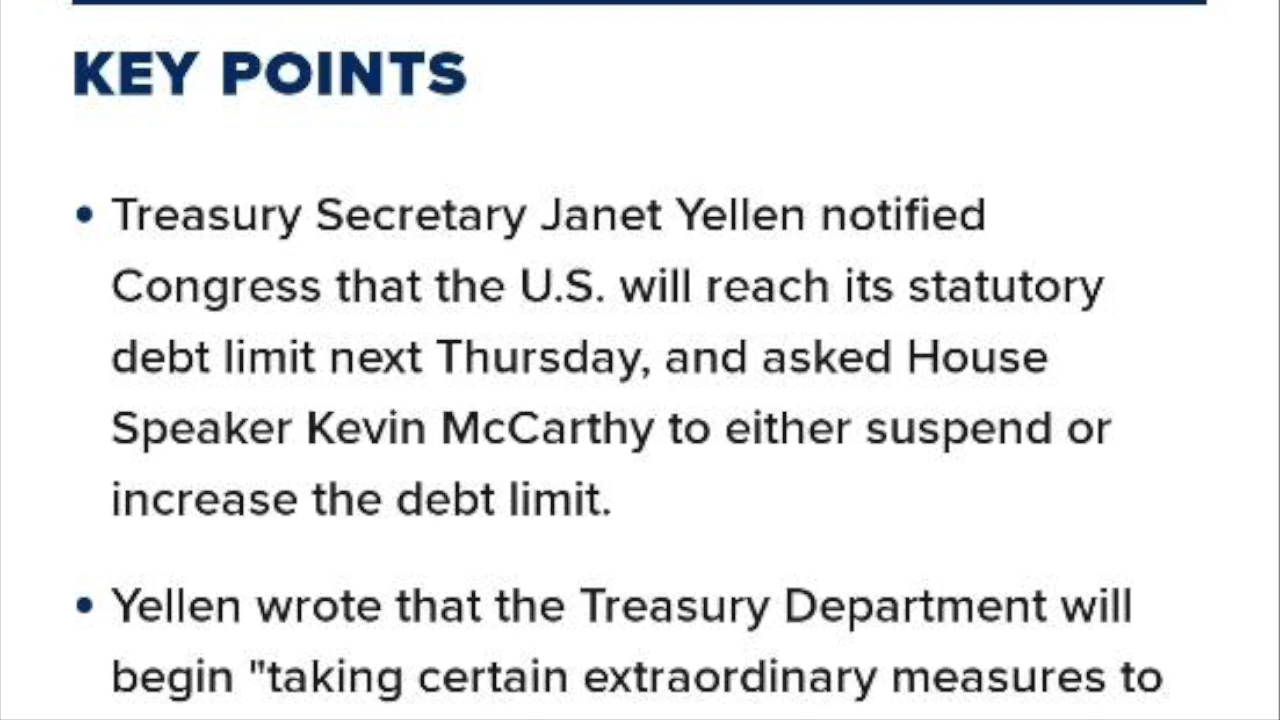 KEY POINTS
• Treasury Secretary Janet Yellen notified
Congress that the U.S. will reach its statutory
debt limit next Thursday, and asked House
Speaker Kevin McCarthy to either suspend or
increase the debt limit.
• Yellen wrote that the Treasury Department will
begin "taking certain extraordinary measures to